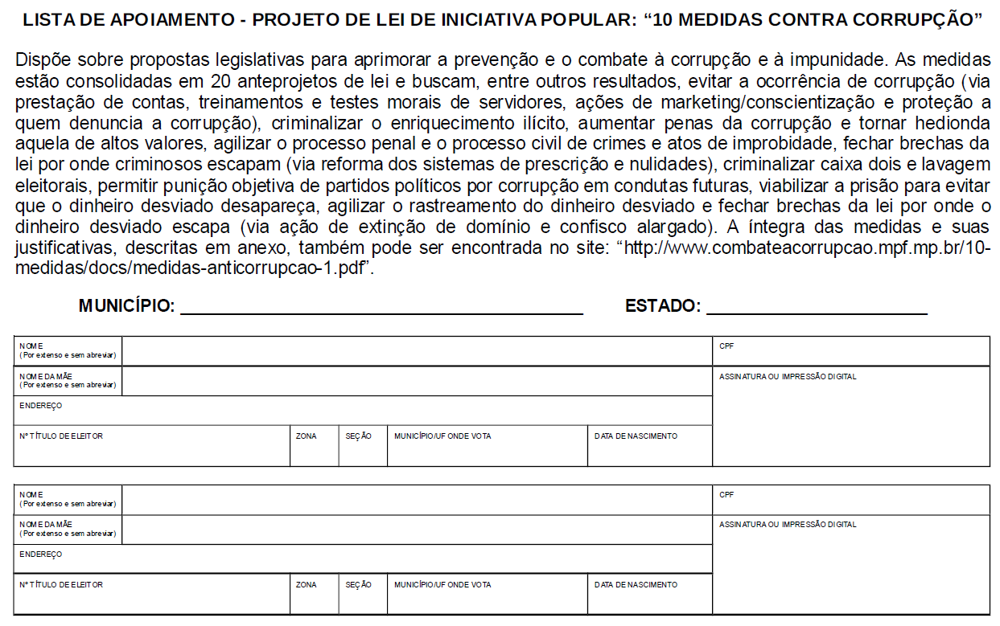 LISTA DE APOIAMENTO - PROJETO DE LEI DE INICIATIVA POPULAR: “10 MEDIDAS CONTRA CORRUPÇÃO”
Dispõe sobre propostas legislativas para aprimorar a prevenção e o combate à corrupção e à impunidade. As medidas
estão consolidadas em 20 anteprojetos de lei e buscam, entre outros resultados, evitar a ocorrência de corrupção (via
prestação de contas, treinamentos e testes morais de servidores, ações de marketing/conscientização e proteção a
quem denuncia a corrupção), criminalizar o enriquecimento ilícito, aumentar penas da corrupção e tornar hedionda
aquela de altos valores, agilizar o processo penal e o processo civil de crimes e atos de improbidade, fechar brechas da
lei por onde criminosos escapam (via reforma dos sistemas de prescrição e nulidades), criminalizar caixa dois e lavagem
eleitorais, permitir punição objetiva de partidos políticos por corrupção em condutas futuras, viabilizar a prisão para evitar
que o dinheiro desviado desapareça, agilizar o rastreamento do dinheiro desviado e fechar brechas da lei por onde o
dinheiro desviado escapa (via ação de extinção de domínio e confisco alargado). A íntegra das medidas e suas
justificativas, descritas em anexo, também pode ser encontrada no site: “http://www.combateacorrupcao.mpf.mp.br/10-
medidas/docs/medidas-anticorrupcao-1.pdf”.
MUNICÍPIO: ESTADO:
NOME CPF
(Por extenso e sem abreviar)
NOME DA MÃE ASSINATURA OU IMPRESSÃO DIGITAL
(Por extenso e sem abreviar)
ENDEREÇO
Nº TÍTULO DE ELEITOR ZONA SEÇÃO MUNICÍPIO/UF ONDE VOTA DATA DE NASCIMENTO
NOME CPF
(Por extenso e sem abreviar)
NOME DA MÃE ASSINATURA OU IMPRESSÃO DIGITAL
(Por extenso e sem abreviar)
ENDEREÇO
Nº TÍTULO DE ELEITOR ZONA SEÇÃO MUNICÍPIO/UF ONDE VOTA DATA DE NASCIMENTO